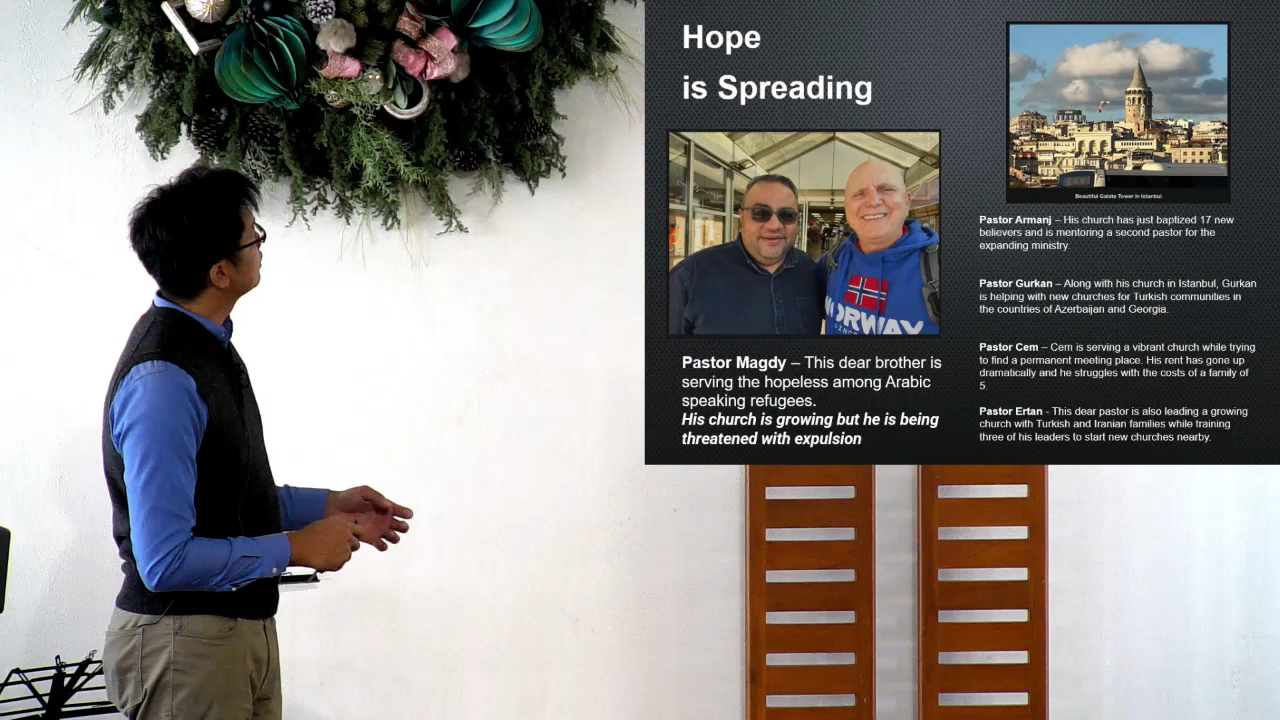 Hope
is Spreading
NORWAY
Pastor Magdy – This dear brother is
serving the hopeless among Arabic
speaking refugees.
His church is growing but he is being
threatened with expulsion
Beautiful Galata Tower in Istanbul
Pastor Armanj – His church has just baptized 17 new
believers and is mentoring a second pastor for the
expanding ministry.
Pastor Gurkan – Along with his church in Istanbul, Gurkan
is helping with new churches for Turkish communities in
the countries of Azerbaijan and Georgia.
Pastor Cem – Cem is serving a vibrant church while trying
to find a permanent meeting place. His rent has gone up
dramatically and he struggles with the costs of a family of
5.
Pastor Ertan - This dear pastor is also leading a growing
church with Turkish and Iranian families while training
three of his leaders to start new churches nearby.